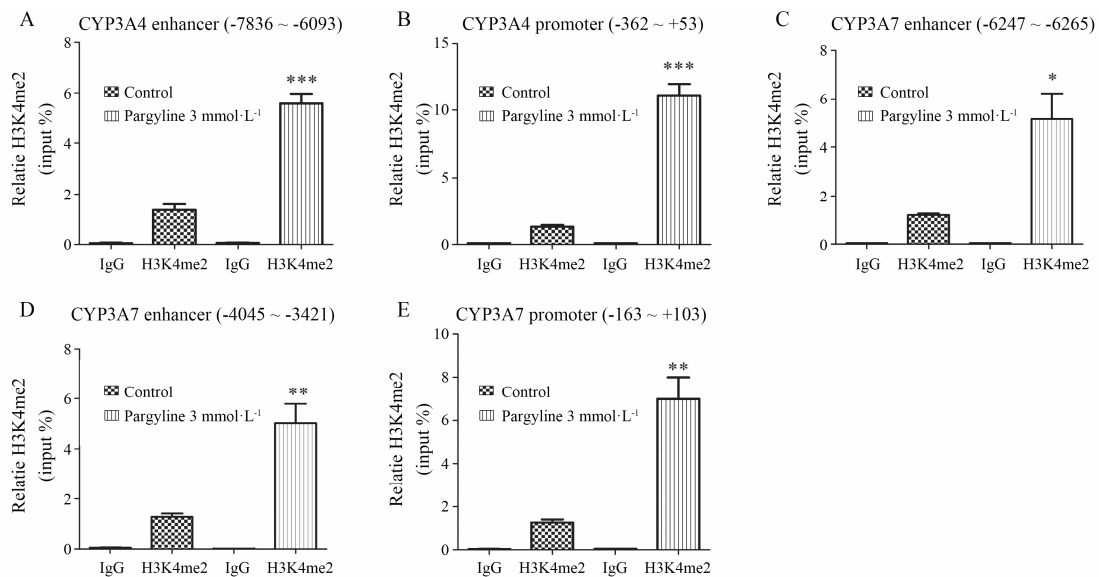 A
CYP3A4 enhancer (-7836 ~ -6093)
8
6
4
2
0
Relatie H3K4me2
(input %)
Control
Pargyline 3 mmol·L-1
***
IgG H3K4me2 IgG H3K4me2
B
CYP3A4 promoter (-362 ~ +53)
15
10
5
0
Relatie H3K4me2
(input %)
Control
Pargyline 3 mmol·L-1
***
IgG H3K4me2 IgG H3K4me2
C
CYP3A7 enhancer (-6247 ~ -6265)
8
6
4
2
0
Relatie H3K4me2
(input %)
Control
Pargyline 3 mmol·L-1
*
IgG H3K4me2 IgG H3K4me2
D
CYP3A7 enhancer (-4045 ~ -3421)
8
6
4
2
0
Relatie H3K4me2
(input %)
Control
Pargyline 3 mmol·L-1
**
IgG H3K4me2 IgG H3K4me2
E
CYP3A7 promoter (-163 ~ +103)
10
8
6
4
2
0
Relatie H3K4me2
(input %)
Control
Pargyline 3 mmol·L-1
**
IgG H3K4me2 IgG H3K4me2